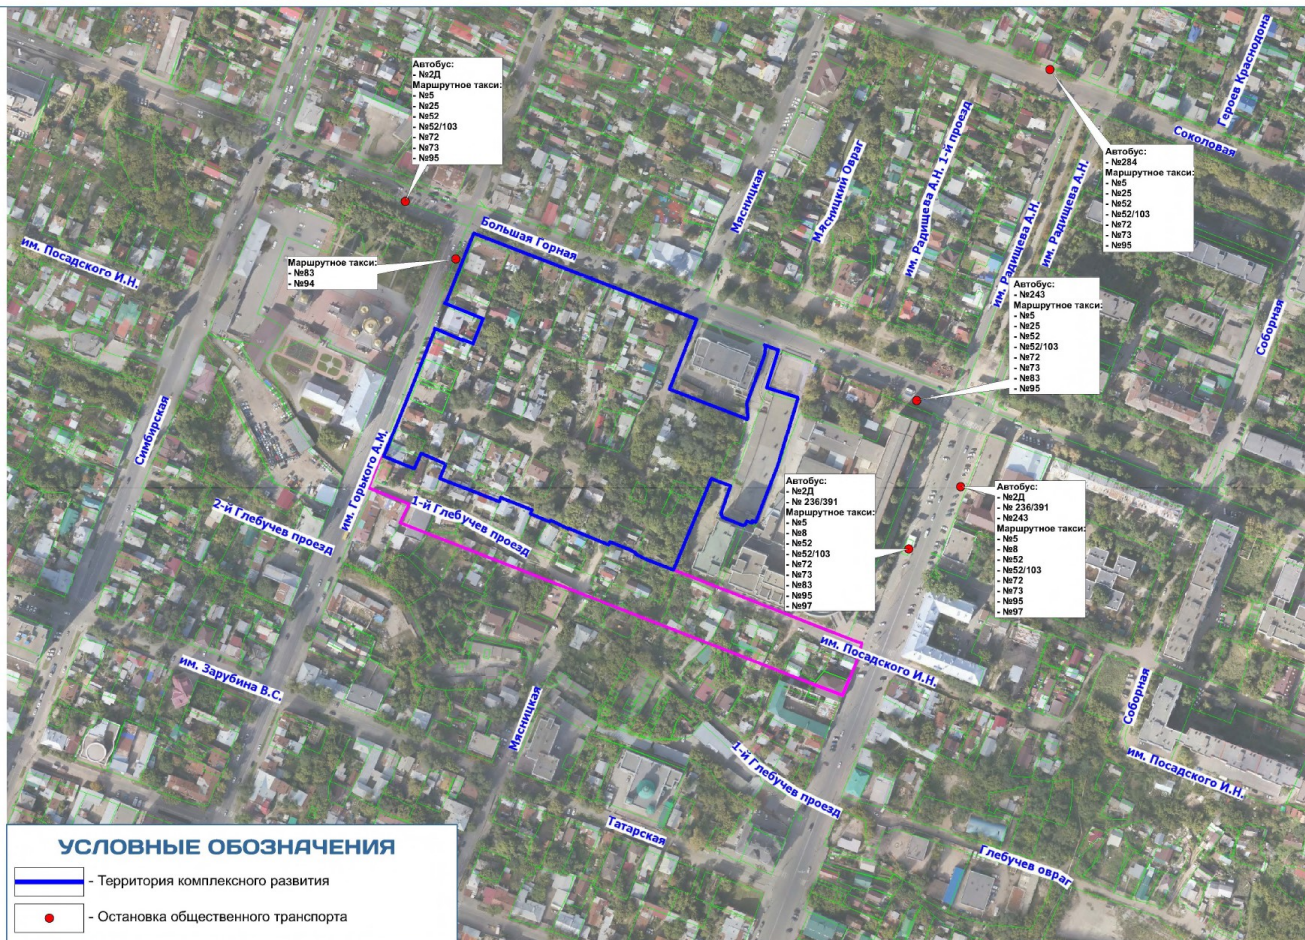 Героев Краснодона
Соколовая
Автобус:
- №2Д
Маршрутное такси:
- №5
- №25
- №52
- №52/103
- №72
- №73
- №95
Автобус:
- №284
Маршрутное такси:
- №5
- №25
- №52
- №52/103
- №72
- №73
- №95
им. Радищева А.Н. 1-й проезд
Мясницкий Овраг
Мясницкая
им. Радищева А.Н.
им. Радищева А.Н.
Большая Горная
им. Посадского И.Н.
Маршрутное такси:
- №83
- №94
Автобус:
- №243
Маршрутное такси:
- №5
- №25
- №52
- №52/103
- №72
- №73
- №83
- №95
Соборная
Симбирская
им. Горького А.М.
2-й Глебучев проезд
1-й Глебучев проезд
Автобус:
- №2Д
- № 236/391
Маршрутное такси:
- №5
- №8
- №52
- №52/103
- №72
- №73
- №83
- №95
- №97
Автобус:
- №2Д
- № 236/391
- №243
Маршрутное такси:
- №5
- №8
- №52
- №52/103
- №72
- №73
- №95
- №97
им. Посадского И.Н.
им. Зарубина В.С.
Мясницкая
Соборная
им. Посадского И.Н.
1-й Глебучев проезд
Татарская
Глебучев овраг
УСЛОВНЫЕ ОБОЗНАЧЕНИЯ
- Территория комплексного развития
- Остановка общественного транспорта